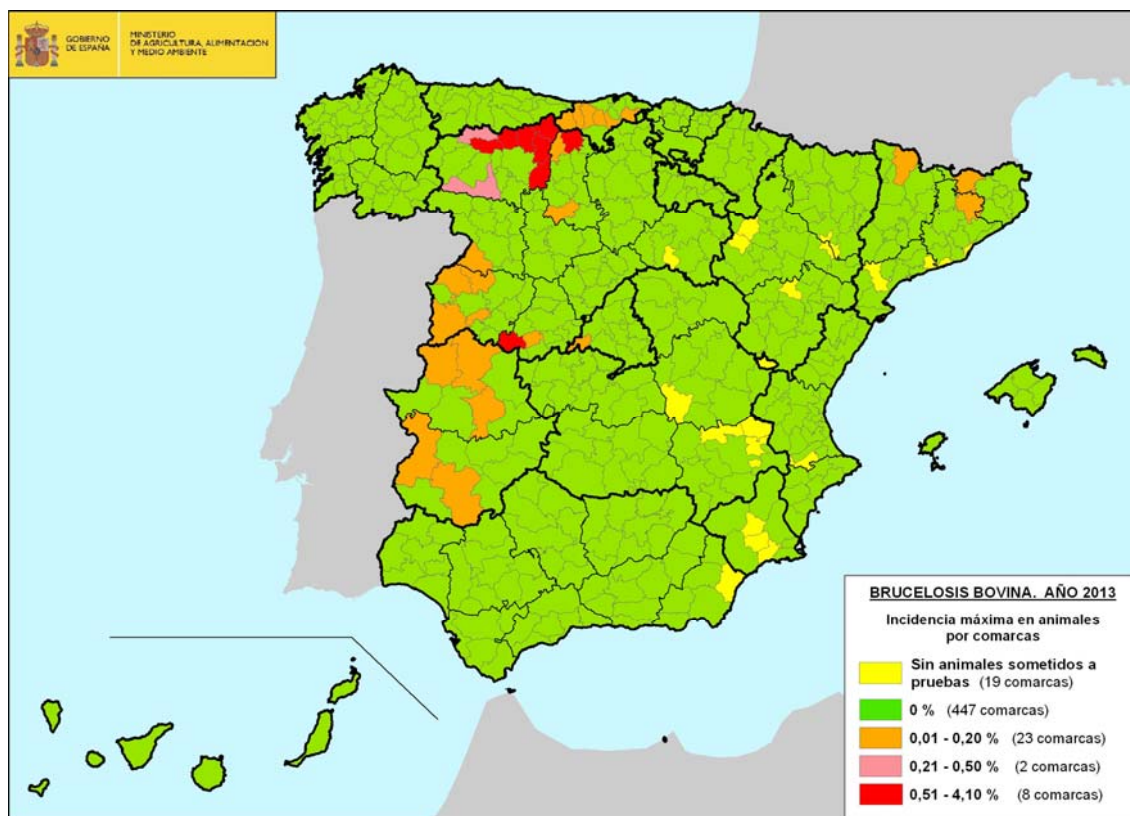 GOBIERNO
DE ESPAÑA
MINISTERIO
DE AGRICULTURA, ALIMENTACIÓN
Y MEDIO AMBIENTE
BRUCELOSIS BOVINA. AÑO 2013
Incidencia máxima en animales
por comarcas
Sin animales sometidos a
pruebas (19 comarcas)
0 % (447 comarcas)
0,01 - 0,20 % (23 comarcas)
0,21 - 0,50 % (2 comarcas)
0,51 - 4,10 % (8 comarcas)